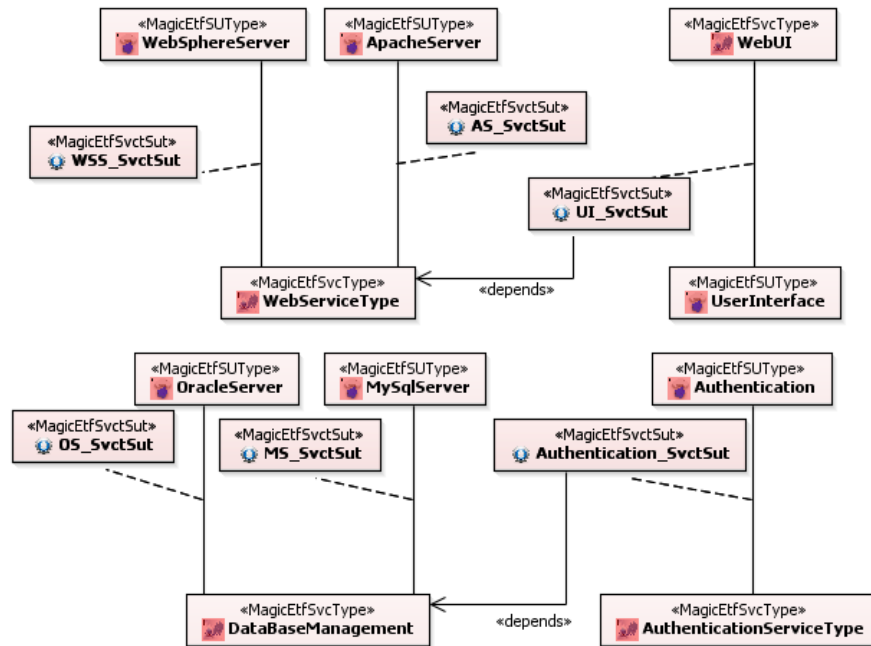 «MagicEtfSUType»
WebSphereServer
«MagicEtfSUType»
ApacheServer
«MagicEtfSvcType»
WebUI
«MagicEtfSvctSut»
AS_SvctSut
«MagicEtfSvctSut»
WSS_SvctSut
«MagicEtfSvctSut»
UI_SvctSut
«MagicEtfSvcType»
WebServiceType
«depends»
«MagicEtfSUType»
UserInterface
«MagicEtfSUType»
OracleServer
«MagicEtfSUType»
MySqlServer
«MagicEtfSUType»
Authentication
«MagicEtfSvctSut»
OS_SvctSut
«MagicEtfSvctSut»
MS_SvctSut
«MagicEtfSvctSut»
Authentication_SvctSut
«MagicEtfSvcType»
DataBaseManagement
«depends»
«MagicEtfSvcType»
AuthenticationServiceType